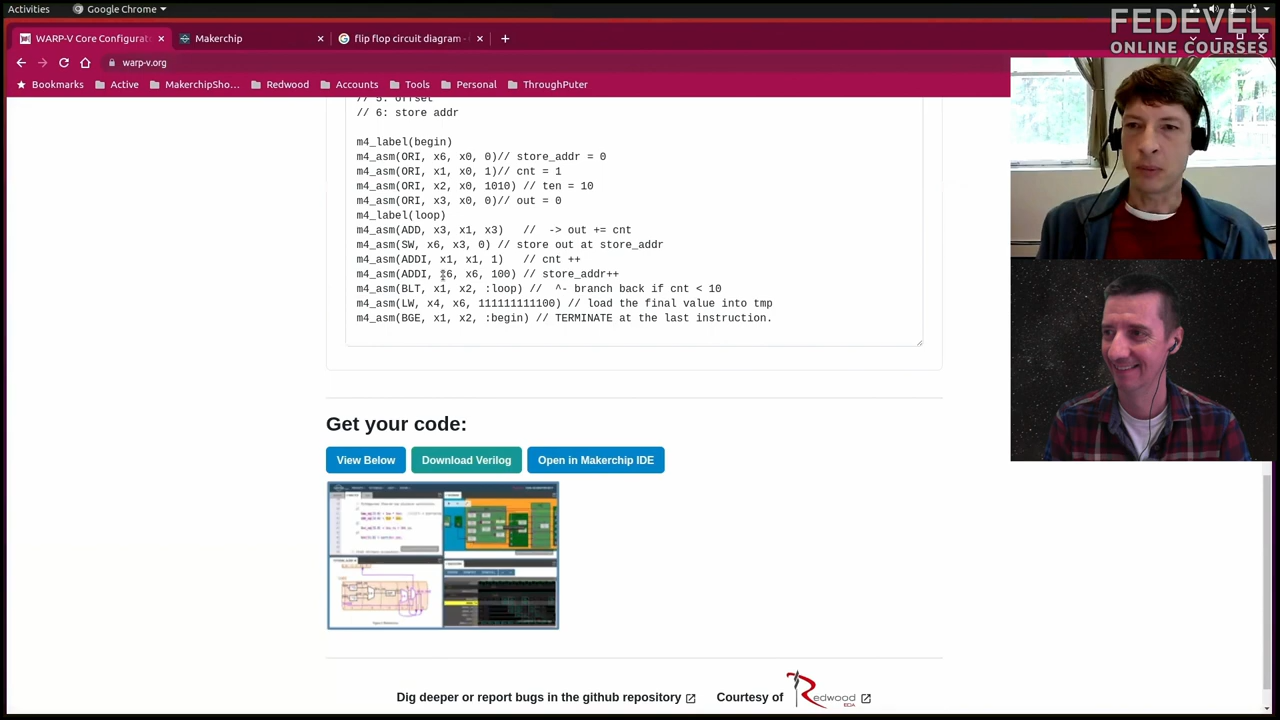 Activities
Google Chrome
FEDEVEL
ONLINE COURSES
WARP-V Core Configurat
Makerchip
flip flop circuit diagram -
warp-v.org
Bookmarks
Active
MakerchipSho...
Redwood
Accounts
Tools
Personal
ThroughPuter
// 5: offset
// 6: store addr
m4_label(begin)
m4_asm(ORI, x6, x0, 0)// store_addr = 0
m4_asm(ORI, x1, x0, 1)// cnt = 1
m4_asm(ORI, x2, x0, 1010) // ten = 10
m4_asm(ORI, x3, x0, 0)// out = 0
m4_label(loop)
m4_asm(ADD, x3, x1, x3) // -> out += cnt
m4_asm(SW, x6, x3, 0) // store out at store_addr
m4_asm(ADDI, x1, x1, 1) // cnt ++
m4_asm(ADDI, x6, x6, 100) // store_addr++
m4_asm(BLT, x1, x2, :loop) // ^- branch back if cnt < 10
m4_asm(LW, x4, x6, 111111111100) // load the final value into tmp
m4_asm(BGE, x1, x2, :begin) // TERMINATE at the last instruction.
Get your code:
View Below
Download Verilog
Open in Makerchip IDE
Dig deeper or report bugs in the github repository
Courtesy of
Redwood
EDA